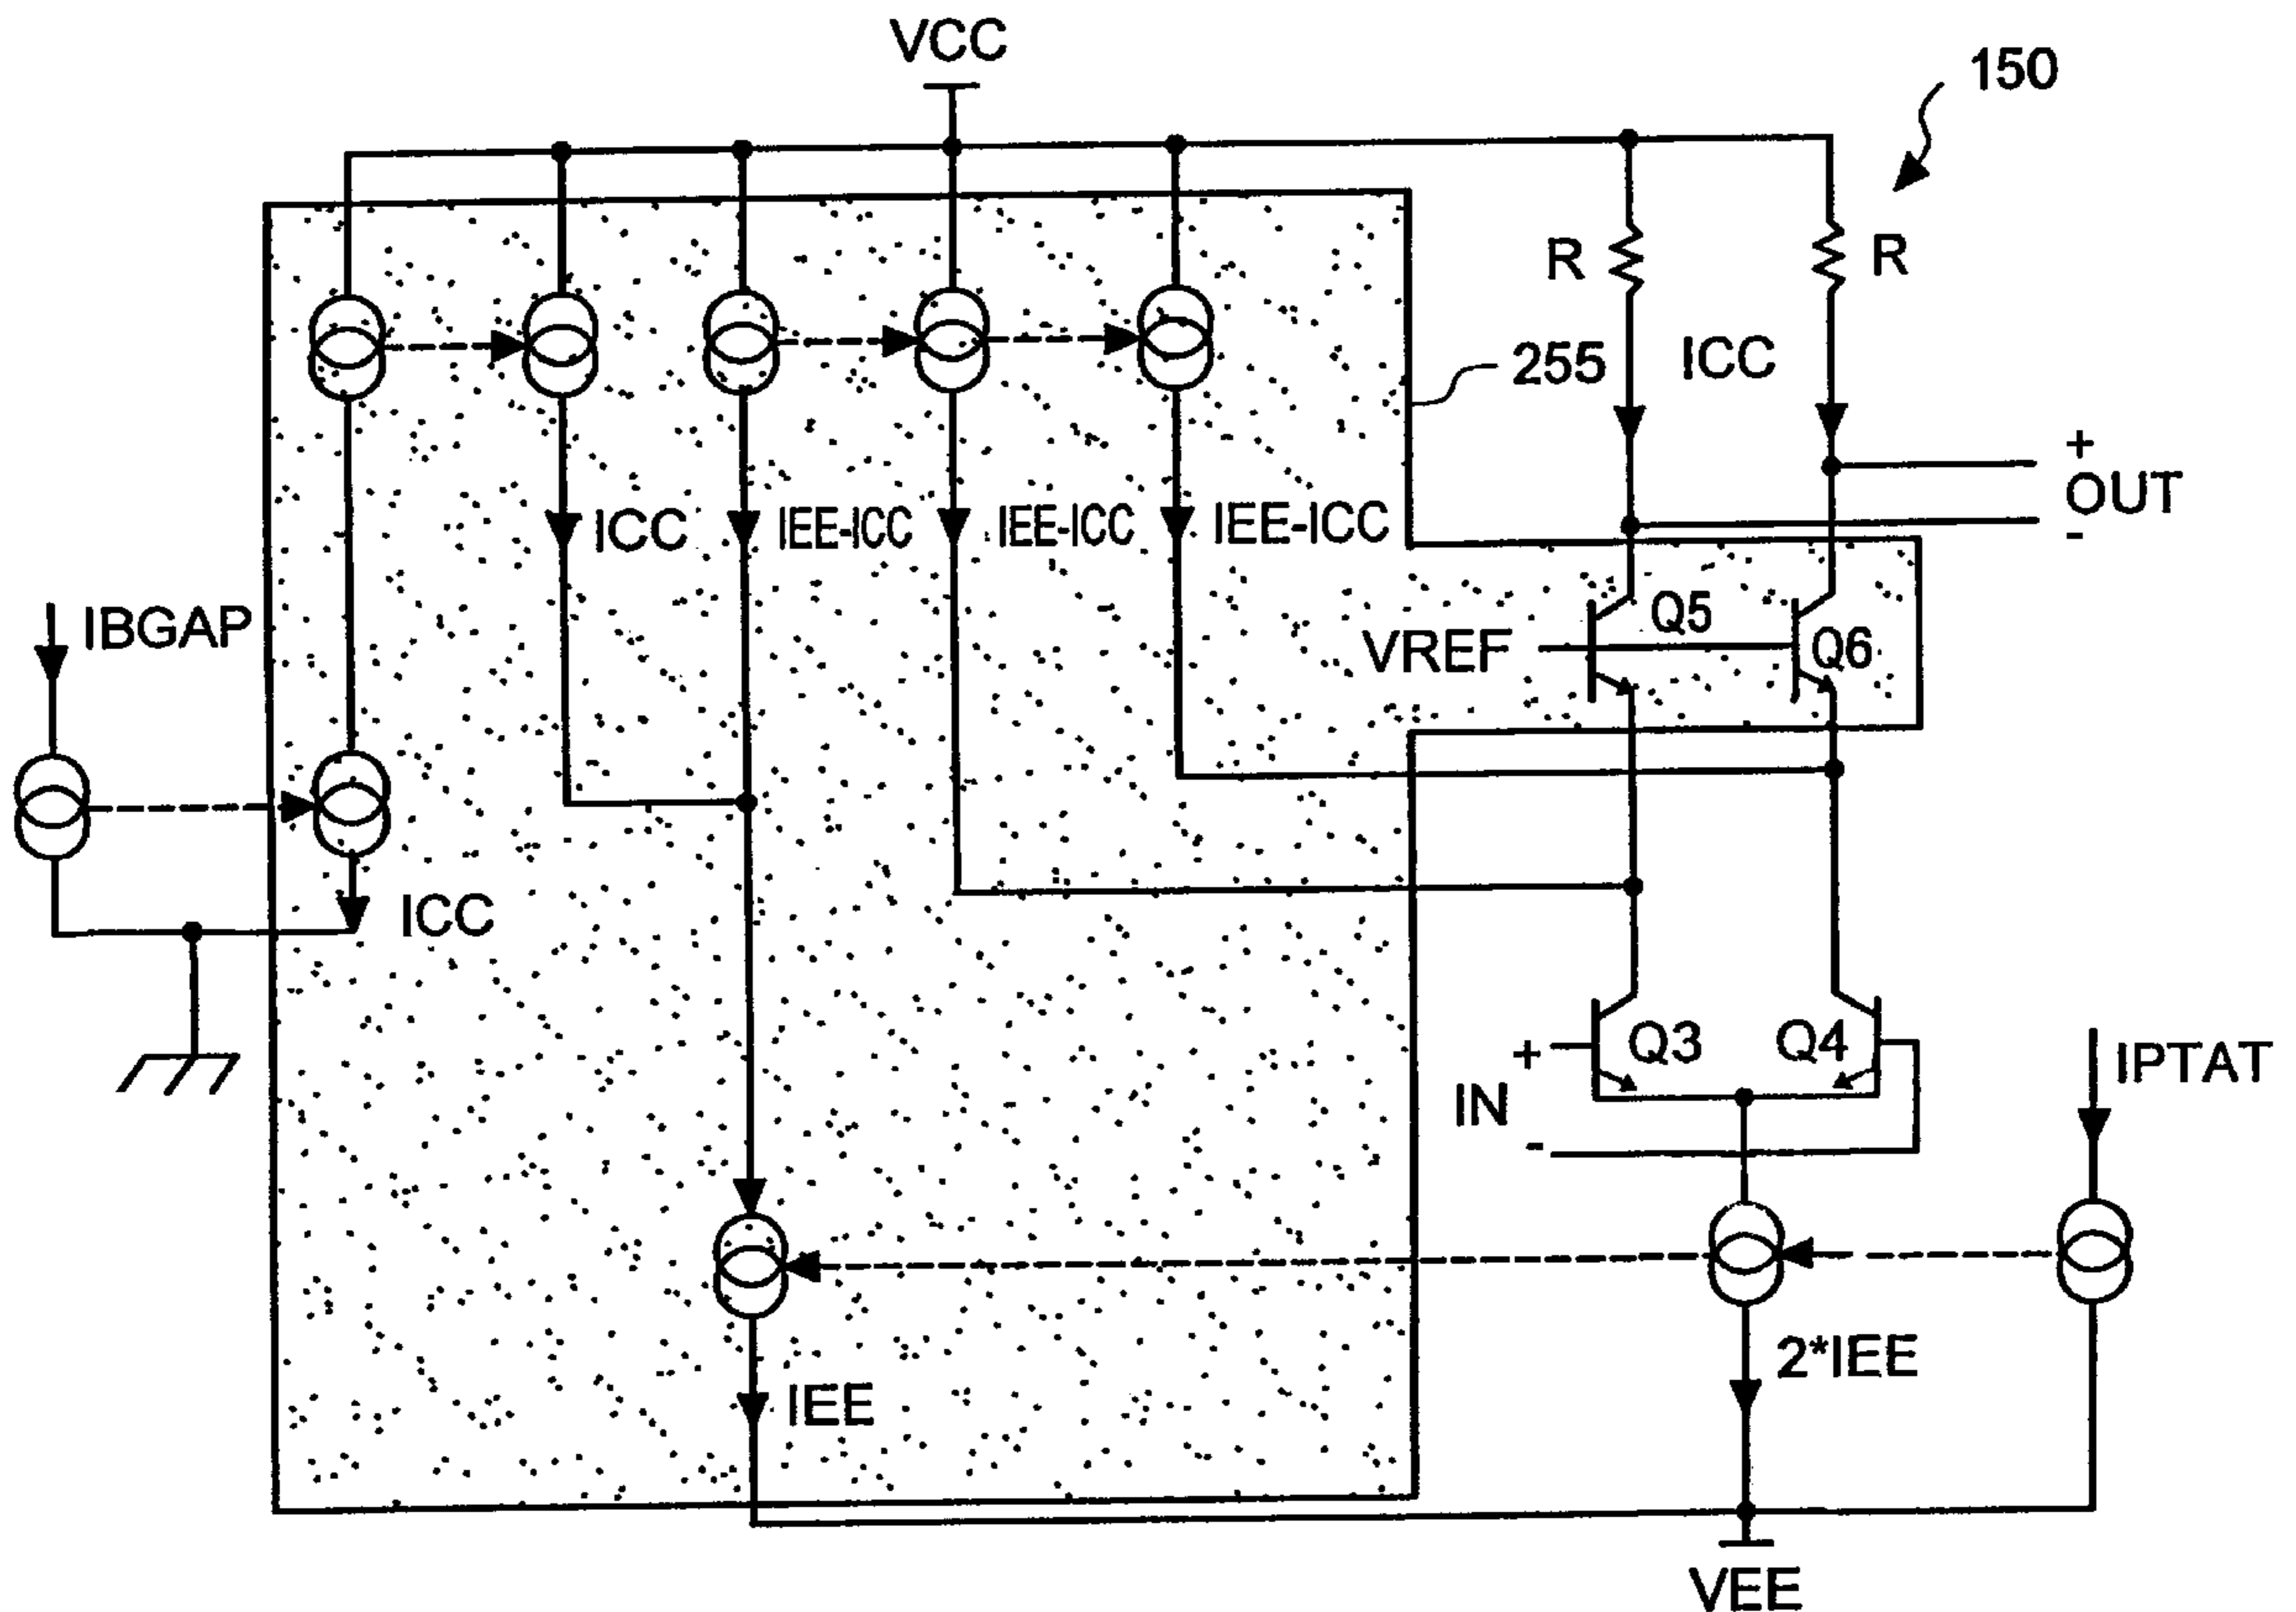 VCC
150
R
R
255
ICC
+
OUT
-
ICC
IEE-ICC
IEE-ICC
IEE-ICC
IBGAP
Q5
VREF
Q6
ICC
+
Q3
Q4
IPTAT
IN
-
2*IEE
IEE
VEE